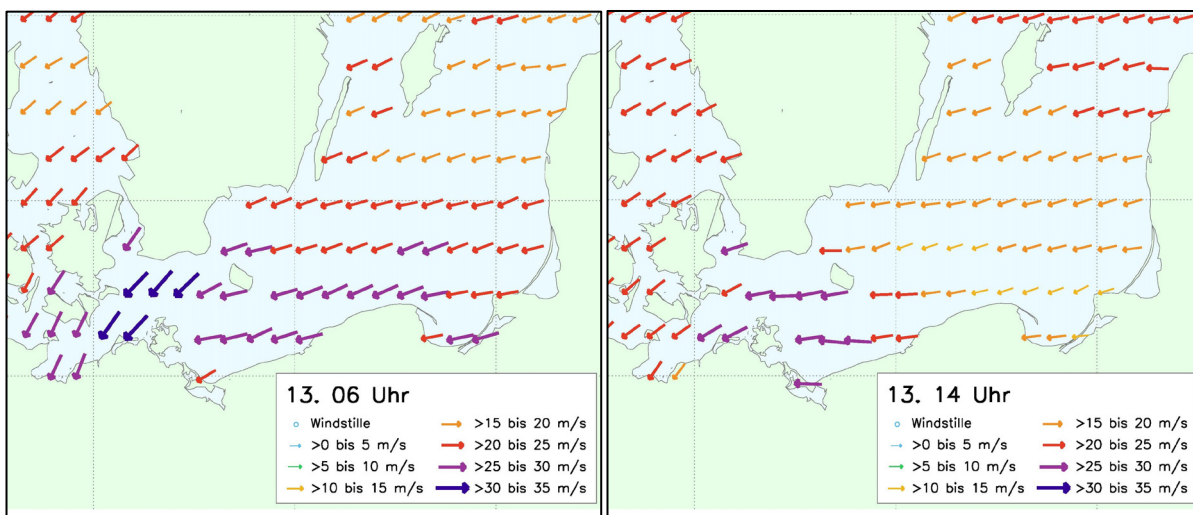 13. 06 Uhr
Windstille
>0 bis 5 m/s
>5 bis 10 m/s
>10 bis 15 m/s
>15 bis 20 m/s
>20 bis 25 m/s
>25 bis 30 m/s
>30 bis 35 m/s
13. 14 Uhr
Windstille
>0 bis 5 m/s
>5 bis 10 m/s
>10 bis 15 m/s
>15 bis 20 m/s
>20 bis 25 m/s
>25 bis 30 m/s
>30 bis 35 m/s